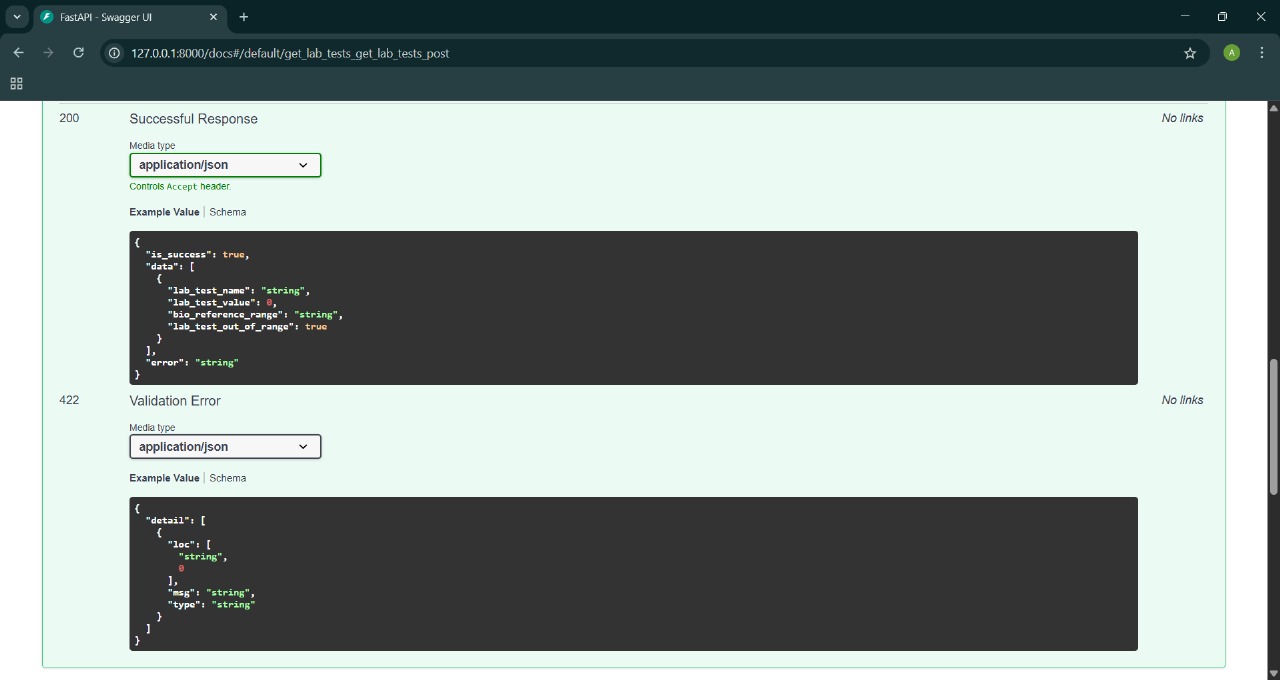 FastAPI - Swagger UI
127.0.0.1:8000/docs#/default/get_lab_tests_get_lab_tests_post
A
200 Successful Response No links
Media type
application/json
Controls Accept header.
Example Value | Schema
{
"is_success": true,
"data": [
{
"lab_test_name": "string",
"lab_test_value": 0,
"bio_reference_range": "string",
"lab_test_out_of_range": true
}
],
"error": "string"
}
422 Validation Error No links
Media type
application/json
Example Value | Schema
{
"detail": [
{
"loc": [
"string",
0
],
"msg": "string",
"type": "string"
}
]
}